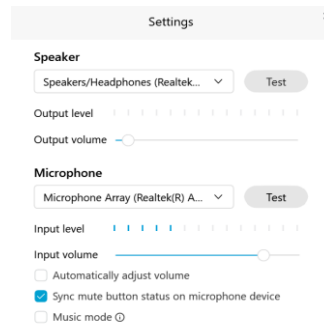 Settings
Speaker
Speakers/Headphones (Realtek...
Test
Output level
Output volume
Microphone
Microphone Array (Realtek(R) A...
Test
Input level
Input volume
Automatically adjust volume
Sync mute button status on microphone device
Music mode